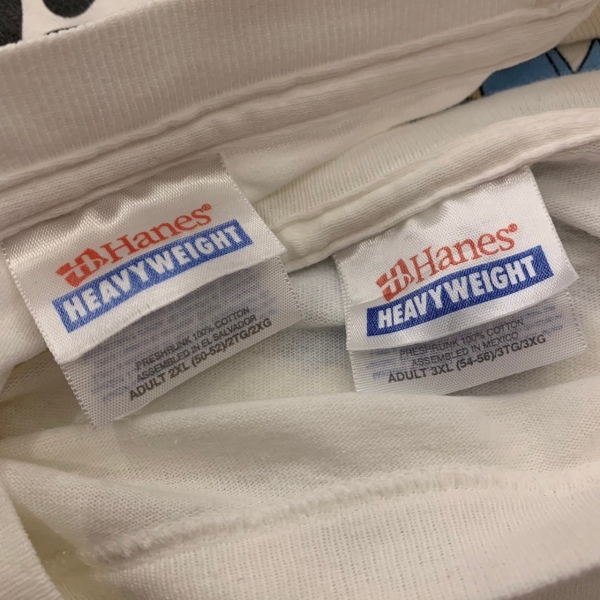 Hanes®
HEAVYWEIGHT
PRESHRUNK 100% COTTON
ASSEMBLED IN EL SALVADOR
ADULT 2XL (50-52)/2TG/2XG
Hanes®
HEAVYWEIGHT
PRESHRUNK 100% COTTON
ASSEMBLED IN MEXICO
ADULT 3XL (54-56)/3TG/3XG